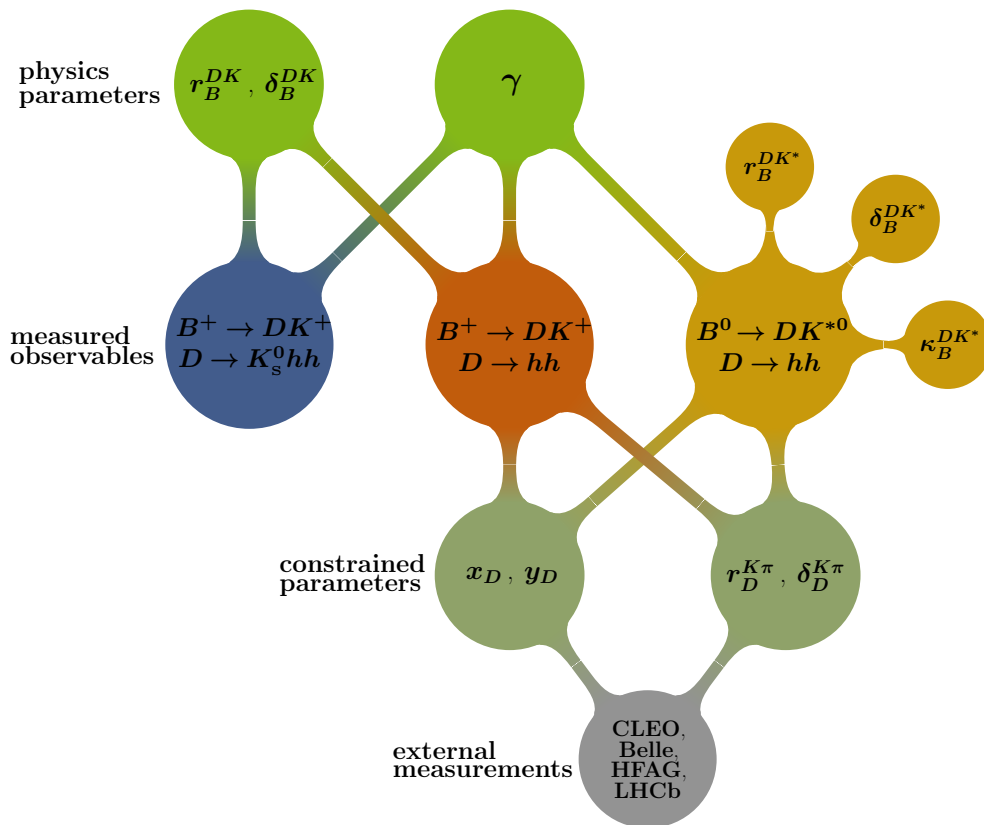 physics
parameters
r_B^{DK} , δ_B^{DK}
γ
r_B^{DK*}
δ_B^{DK*}
κ_B^{DK*}
measured
observables
B^+ → DK^+
D → K_s^0 hh
B^+ → DK^+
D → hh
B^0 → DK^{*0}
D → hh
constrained
parameters
x_D , y_D
r_D^{Kπ} , δ_D^{Kπ}
external
measurements
CLEO,
Belle,
HFAG,
LHCb